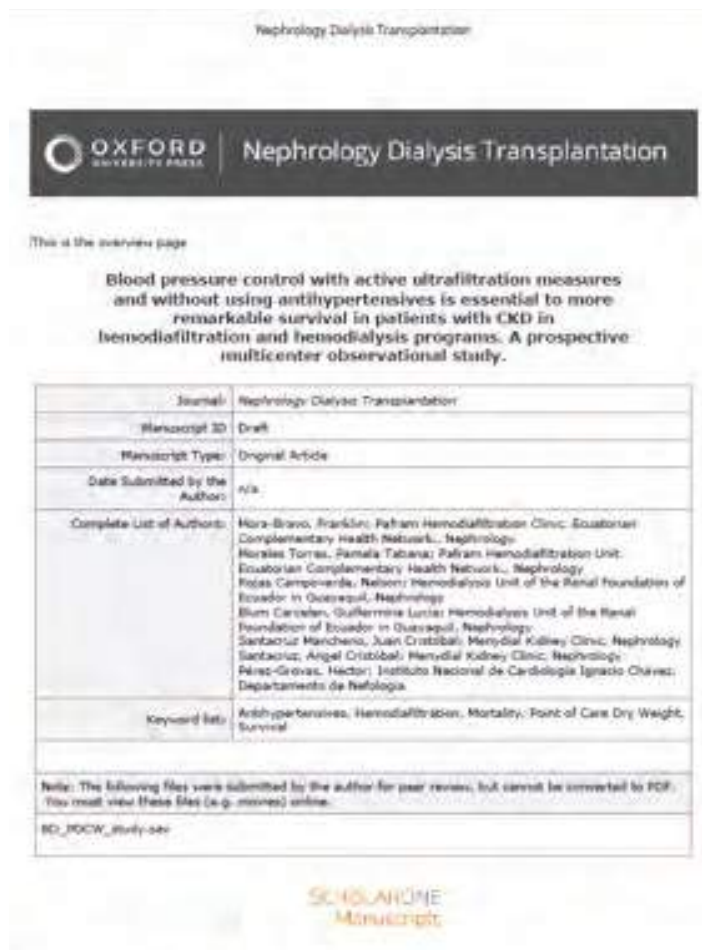 Nephrology Dialysis Transplantation
OXFORD
UNIVERSITY PRESS
Nephrology Dialysis Transplantation
This is the overview page
Blood pressure control with active ultrafiltration measures
and without using antihypertensives is essential to more
remarkable survival in patients with CKD in
hemodiafiltration and hemodialysis programs. A prospective
multicenter observational study.
Journal: Nephrology Dialysis Transplantation
Manuscript ID Draft
Manuscript Type: Original Article
Date Submitted by the
Author: n/a
Complete List of Authors: Mora-Bravo, Franklin; Pafram Hemodiafiltration Clinic, Ecuatorian
Complementary Health Network., Nephrology
Morales Torres, Pamela Tatiana; Pafram Hemodiafiltration Unit.
Ecuatorian Complementary Health Network., Nephrology
Rojas Campoverde, Nelson; Hemodialysis Unit of the Renal Foundation of
Ecuador in Guayaquil, Nephrology
Blum Carcelen, Guillermina Lucia; Hemodialysis Unit of the Renal
Foundation of Ecuador in Guayaquil, Nephrology
Santacruz Mancheno, Juan Cristóbal; Menydial Kidney Clinic, Nephrology
Santacruz, Angel Cristóbal; Menydial Kidney Clinic, Nephrology
Pérez-Grovas, Hector; Instituto Nacional de Cardiologia Ignacio Chávez,
Departamento de Nefologia
Keyword list: Antihypertensives, Hemodiafiltration, Mortality, Point of Care Dry Weight,
Survival
Note: The following files were submitted by the author for peer review, but cannot be converted to PDF.
You must view these files (e.g. movies) online.
BD_PDCW_study.sav
SCHOLARONE
Manuscript